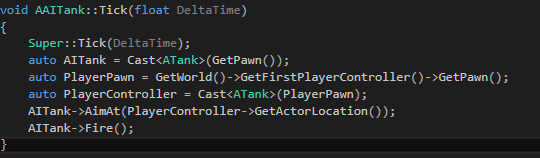 void AAITank::Tick(float DeltaTime)
{
Super::Tick(DeltaTime);
auto AITank = Cast<ATank>(GetPawn());
auto PlayerPawn = GetWorld()->GetFirstPlayerController()->GetPawn();
auto PlayerController = Cast<ATank>(PlayerPawn);
AITank->AimAt(PlayerController->GetActorLocation());
AITank->Fire();
}